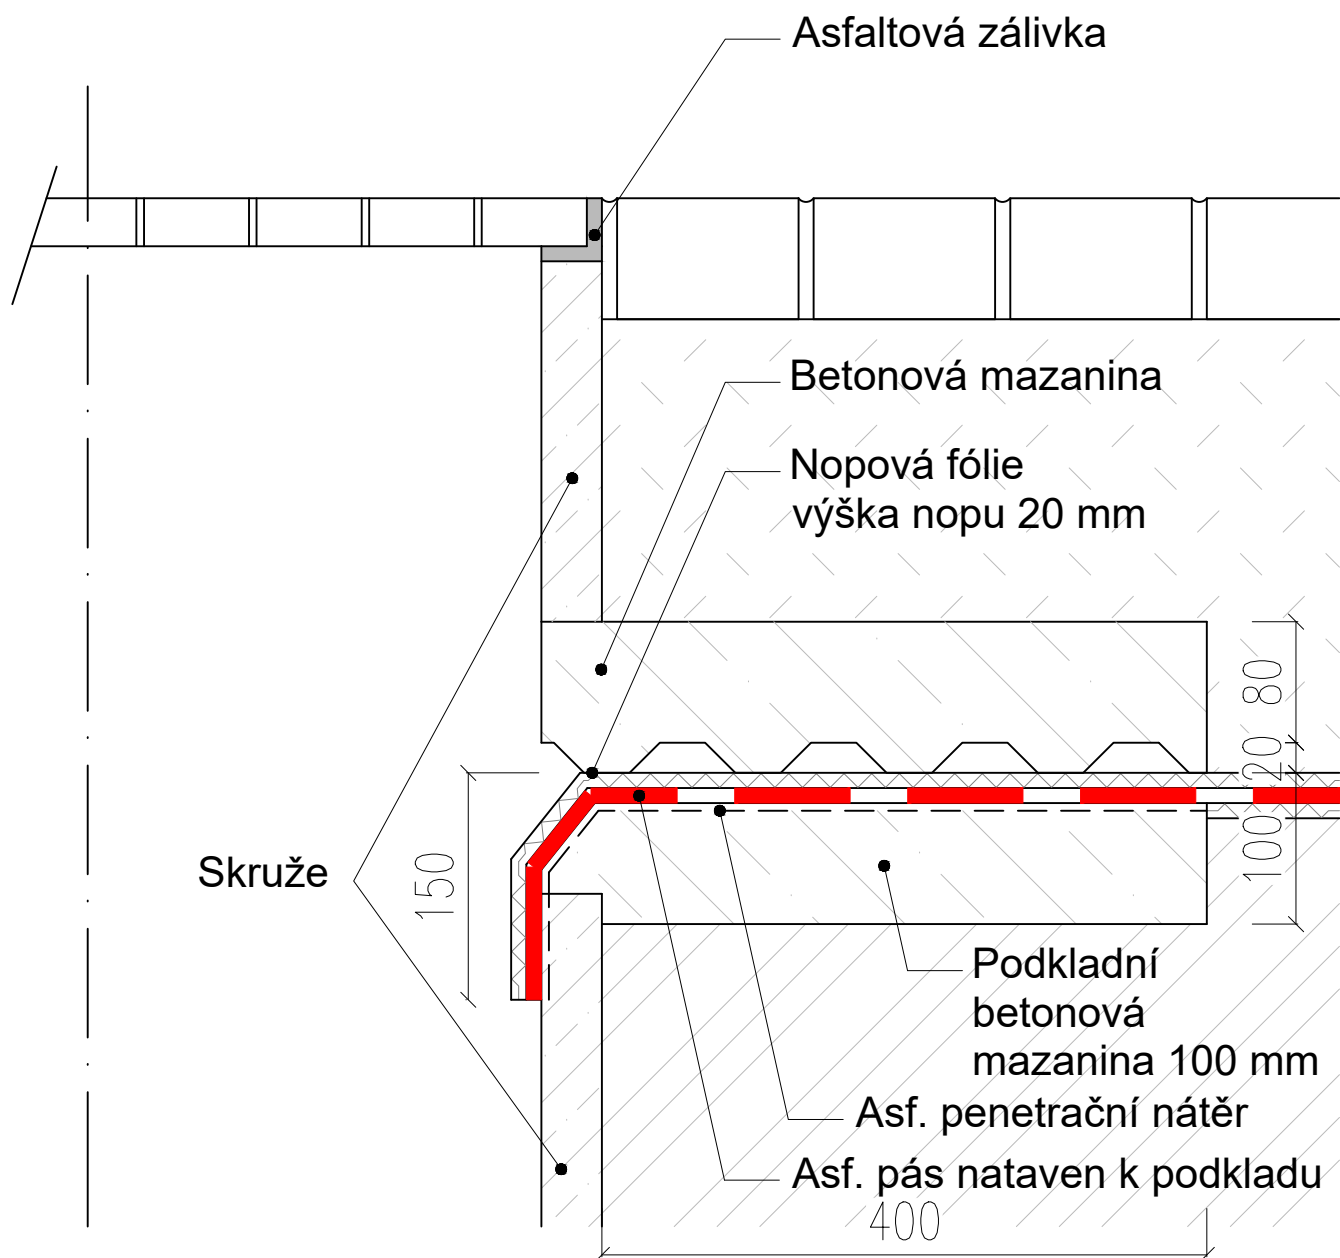 Asfaltová zálivka
Betonová mazanina
Nopová fólie
výška nopu 20 mm
80
20
100
Skruže
150
Podkladní
betonová
mazanina 100 mm
Asf. penetrační nátěr
Asf. pás nataven k podkladu
400